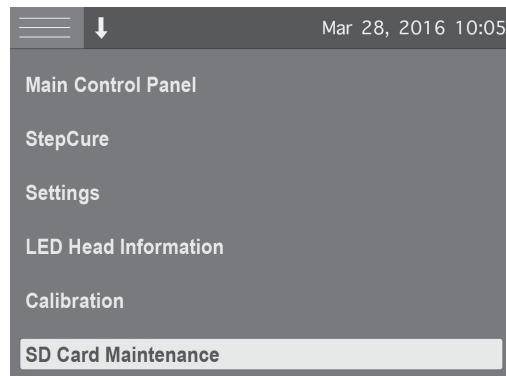 Mar 28, 2016 10:05
Main Control Panel
StepCure
Settings
LED Head Information
Calibration
SD Card Maintenance